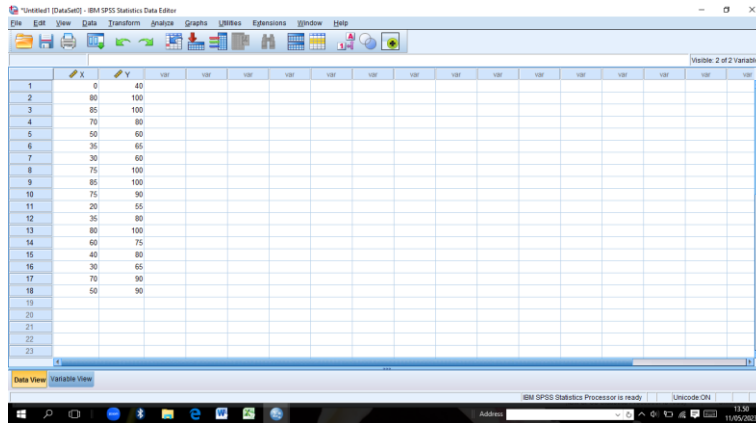 *Untitled1 [DataSet0] - IBM SPSS Statistics Data Editor
File Edit View Data Transform Analyze Graphs Utilities Extensions Window Help
Visible: 2 of 2 Variable
X Y var var var var var var var var var var var var var var
1 0 40
2 80 100
3 85 100
4 70 80
5 50 60
6 35 65
7 30 60
8 75 100
9 85 100
10 75 90
11 20 55
12 35 80
13 80 100
14 60 75
15 40 80
16 30 65
17 70 90
18 50 90
19
20
21
22
23
Data View Variable View
IBM SPSS Statistics Processor is ready Unicode:ON
Address
13.50
11/05/202